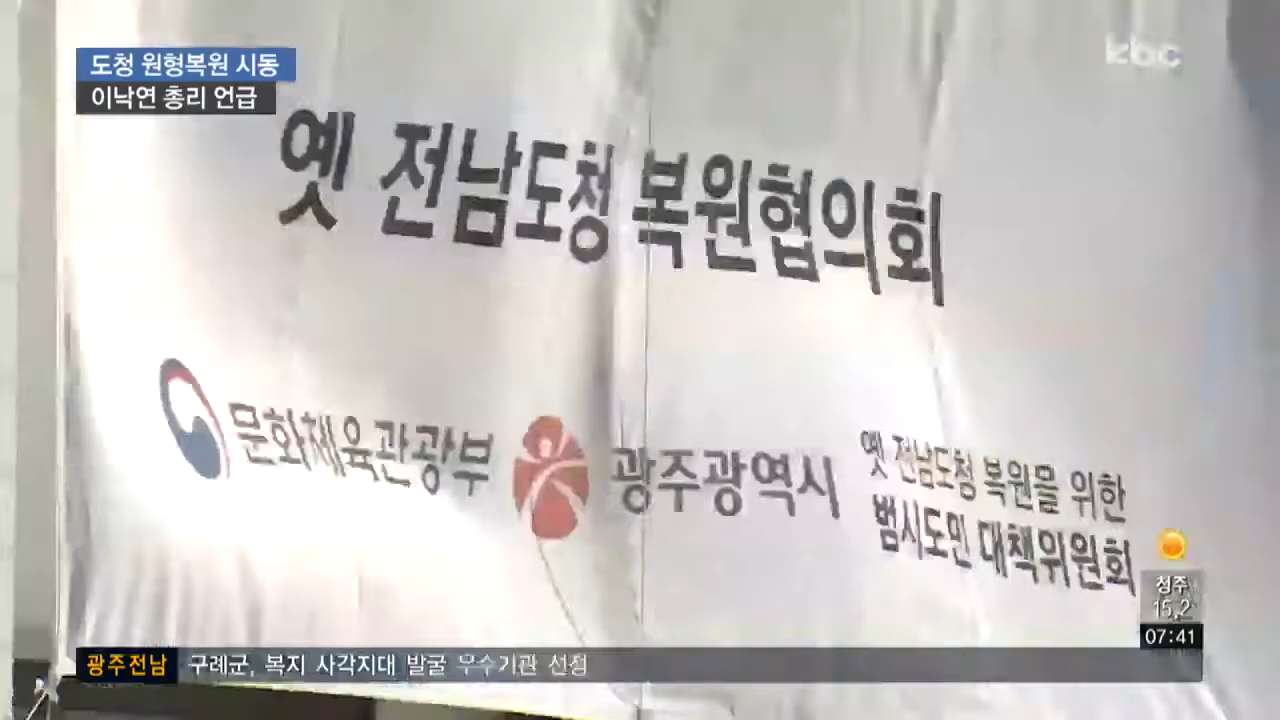 도청 원형복원 시동
이낙연 총리 언급
kbc
옛 전남도청 복원협의회
문화체육관광부
광주광역시
옛 전남도청 복원을 위한
범시도민 대책위원회
청주
15.2
07:41
광주전남 구례군, 복지 사각지대 발굴 우수기관 선정